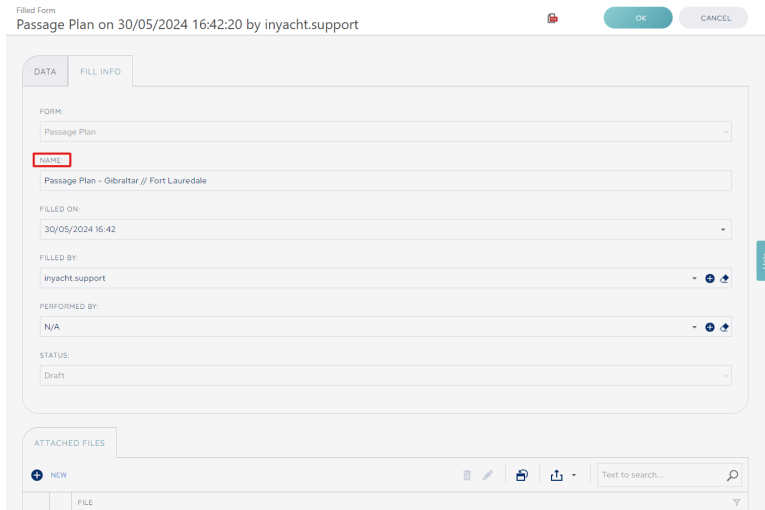 Filled Form
Passage Plan on 30/05/2024 16:42:20 by inyacht.support
OK
CANCEL
DATA
FILL INFO
FORM:
Passage Plan
NAME:
Passage Plan - Gibraltar // Fort Lauredale
FILLED ON:
30/05/2024 16:42
FILLED BY:
inyacht.support
PERFORMED BY:
N/A
STATUS:
Draft
ATTACHED FILES
NEW
Text to search...
FILE